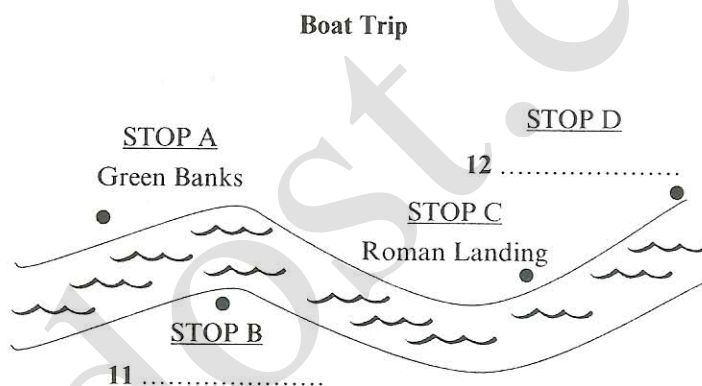 Boat Trip
STOP A
Green Banks
STOP D
12 ....................
STOP C
Roman Landing
STOP B
11 ....................